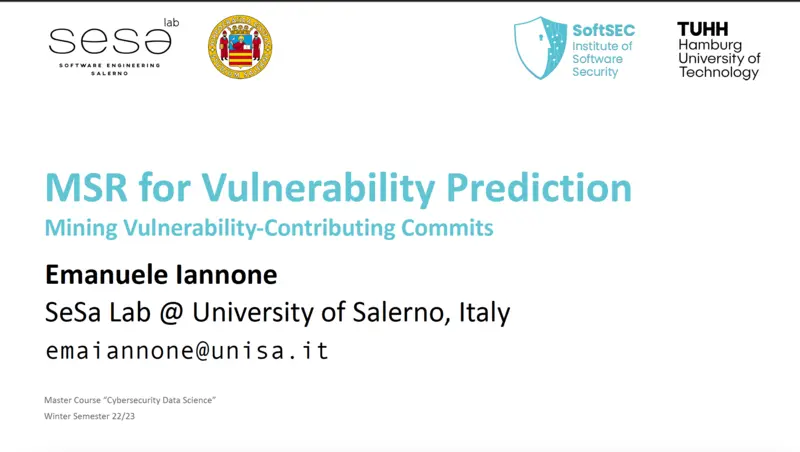 sesa lab
SOFTWARE ENGINEERING
SALERNO
SoftSEC
Institute of
Software
Security
TUHH
Hamburg
University of
Technology
MSR for Vulnerability Prediction
Mining Vulnerability-Contributing Commits
Emanuele Iannone
SeSa Lab @ University of Salerno, Italy
emaiannone@unisa.it
Master Course “Cybersecurity Data Science”
Winter Semester 22/23